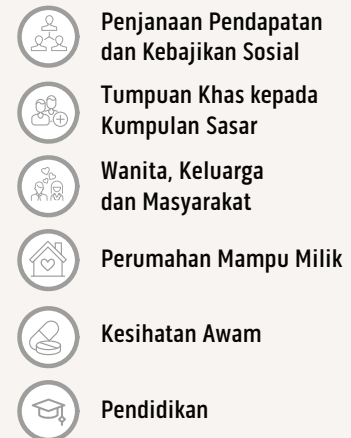 Penjanaan Pendapatan
dan Kebajikan Sosial
Tumpuan Khas kepada
Kumpulan Sasar
Wanita, Keluarga
dan Masyarakat
Perumahan Mampu Milik
Kesihatan Awam
Pendidikan